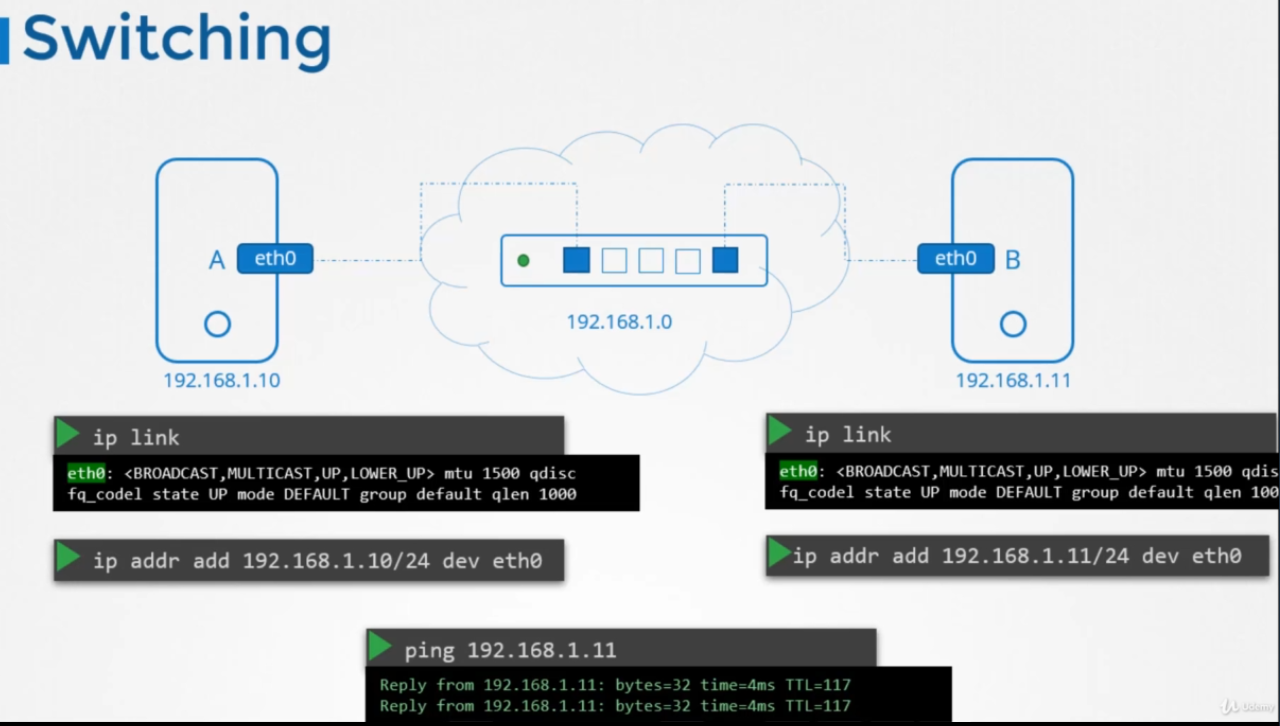 Switching
A
eth0
eth0
B
192.168.1.0
192.168.1.10
192.168.1.11
ip link
eth0: <BROADCAST,MULTICAST,UP,LOWER_UP> mtu 1500 qdisc
fq_codel state UP mode DEFAULT group default qlen 1000
ip addr add 192.168.1.10/24 dev eth0
ip link
eth0: <BROADCAST,MULTICAST,UP,LOWER_UP> mtu 1500 qdis
fq_codel state UP mode DEFAULT group default qlen 100
ip addr add 192.168.1.11/24 dev eth0
ping 192.168.1.11
Reply from 192.168.1.11: bytes=32 time=4ms TTL=117
Reply from 192.168.1.11: bytes=32 time=4ms TTL=117
Udemy